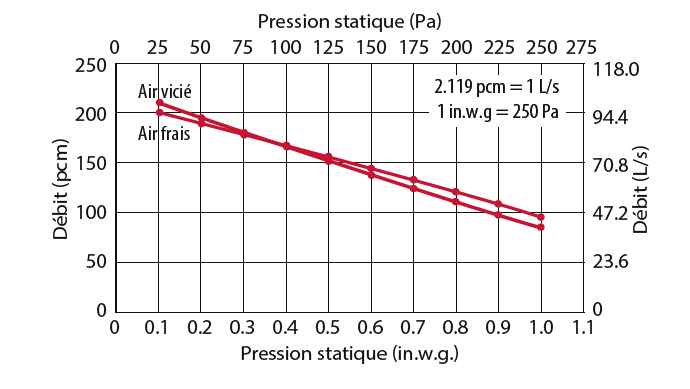 Pression statique (Pa)
0 25 50 75 100 125 150 175 200 225 250 275
250 118.0
Air vicié 2.119 pcm = 1 L/s
1 in.w.g = 250 Pa
200 94.4
Air frais
150 70.8
100 47.2
50 23.6
0 0
Débit (pcm)
Débit (L/s)
0 0.1 0.2 0.3 0.4 0.5 0.6 0.7 0.8 0.9 1.0 1.1
Pression statique (in.w.g.)